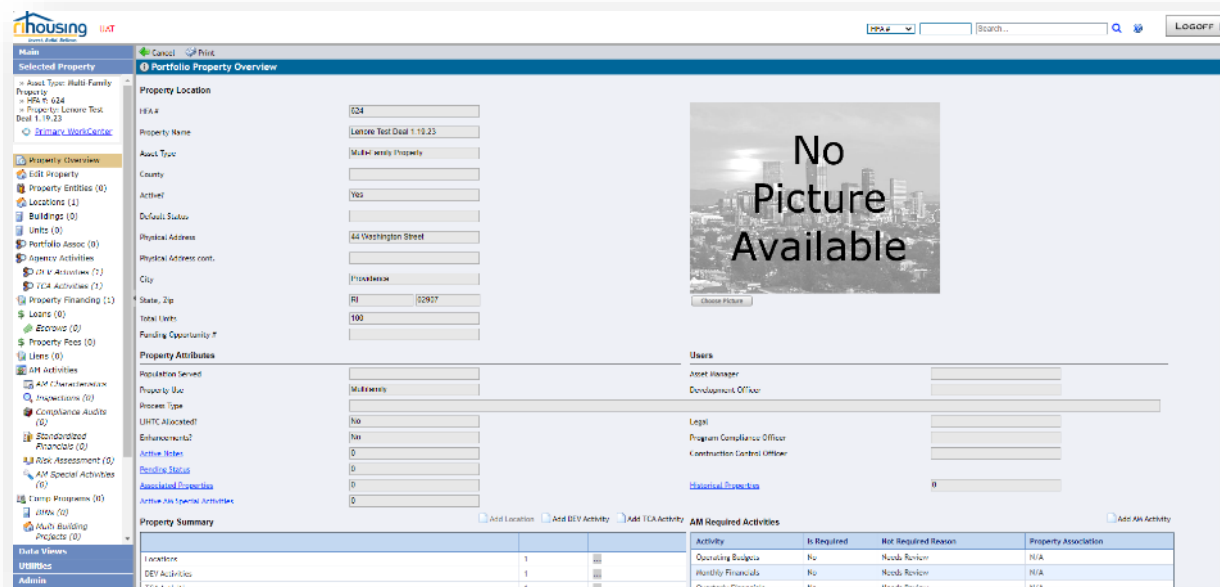 rihousing UAT
HFA # Search... LOGOFF
Main
Cancel Print
Selected Property
Portfolio Property Overview
» Asset Type: Multi-Family
Property
» HFA #: 624
» Property: Lenore Test
Deal 1.19.23
Primary WorkCenter
Property Overview
Edit Property
Property Entities (0)
Locations (1)
Buildings (0)
Units (0)
Portfolio Assoc (0)
Agency Activities
DEV Activities (1)
TCA Activities (1)
Property Financing (1)
Loans (0)
Escrows (0)
Property Fees (0)
Liens (0)
AM Activities
AM Characteristics
Inspections (0)
Compliance Audits
(0)
Standardized
Financials (0)
Risk Assessment (0)
AM Special Activities
(0)
Comp Programs (0)
BINs (0)
Multi Building
Projects (0)
Data Views
Utilities
Admin
Property Location
HFA # 624
Property Name Lenore Test Deal 1.19.23
Asset Type Multi-Family Property
County
Active? Yes
Default Status
Physical Address 44 Washington Street
Physical Address cont.
City Providence
State, Zip RI 02907
Total Units 100
Funding Opportunity #
No
Picture
Available
Choose Picture
Property Attributes
Population Served
Property Use Multifamily
Process Type
LIHTC Allocated? No
Enhancements? No
Active Notes 0
Pending Status 0
Associated Properties 0
Active AM Special Activities 0
Users
Asset Manager
Development Officer
Legal
Program Compliance Officer
Construction Control Officer
Historical Properties 0
Property Summary Add Location Add DEV Activity Add TCA Activity
Locations 1
DEV Activities 1
AM Required Activities Add AM Activity
Activity Is Required Not Required Reason Property Association
Operating Budgets No Needs Review N/A
Monthly Financials No Needs Review N/A
Quarterly Financials No Needs Review N/A